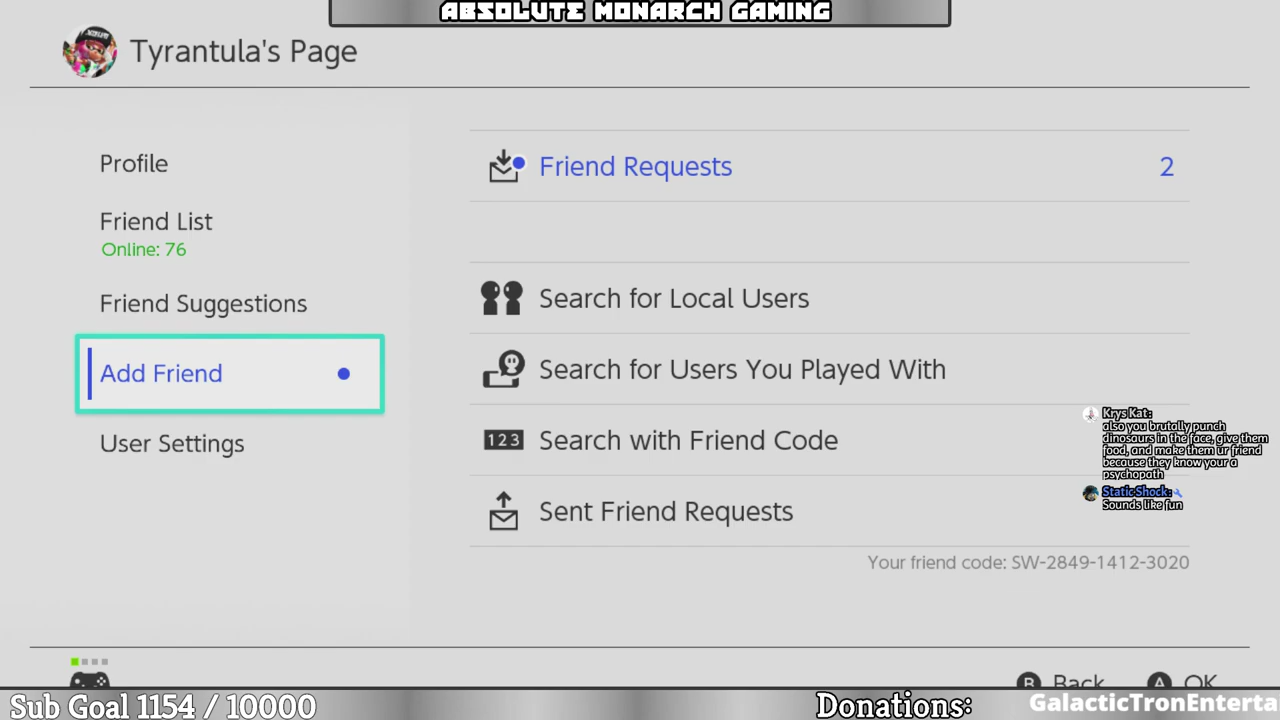 ABSOLUTE MONARCH GAMING
Tyrantula's Page
Profile
Friend List
Online: 76
Friend Suggestions
Add Friend
User Settings
Friend Requests 2
Search for Local Users
Search for Users You Played With
123 Search with Friend Code
Sent Friend Requests
Your friend code: SW-2849-1412-3020
Krys Kat:
also you brutally punch
dinosaurs in the face, give them
food, and make them ur friend
because they know your a
psychopath
Static Shock:
Sounds like fun
B Back A OK
Sub Goal 1154 / 10000 Donations: GalacticTronEnterta